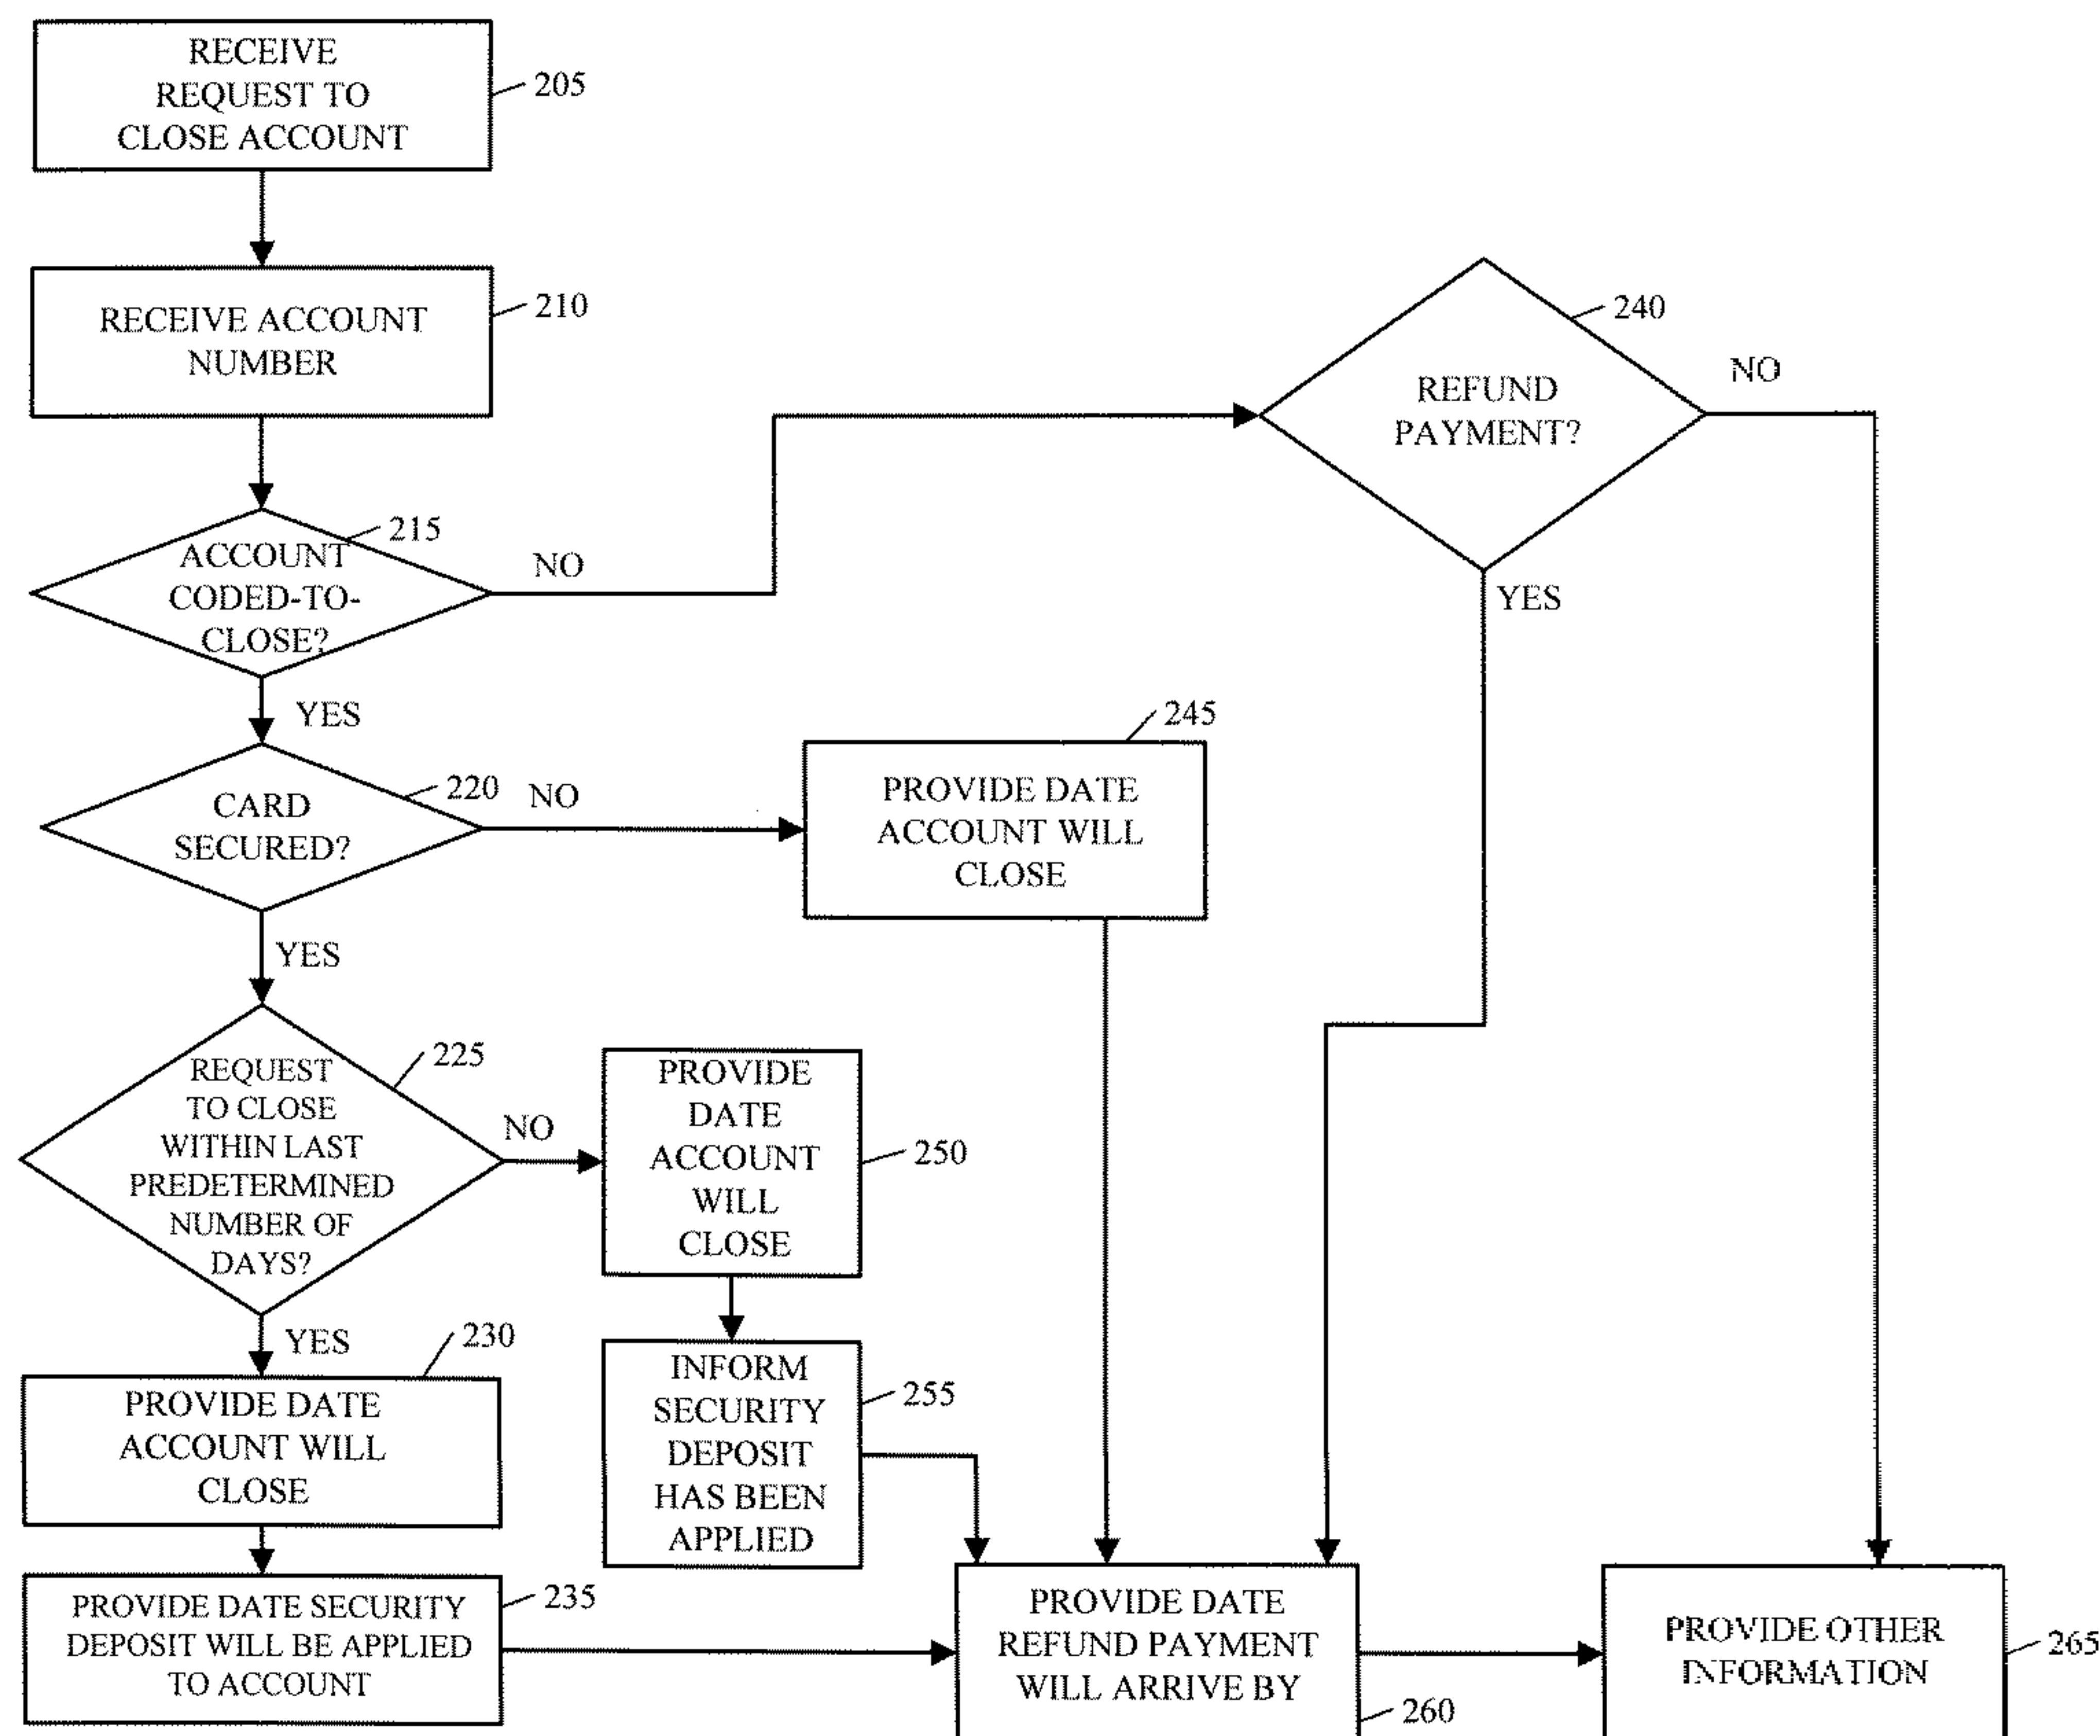 RECEIVE
REQUEST TO
CLOSE ACCOUNT
205
RECEIVE ACCOUNT
NUMBER
210
ACCOUNT
CODED-TO-
CLOSE?
215
NO
YES
REFUND
PAYMENT?
240
NO
YES
CARD
SECURED?
220
NO
YES
PROVIDE DATE
ACCOUNT WILL
CLOSE
245
REQUEST
TO CLOSE
WITHIN LAST
PREDETERMINED
NUMBER OF
DAYS?
225
NO
YES
PROVIDE
DATE
ACCOUNT
WILL
CLOSE
250
INFORM
SECURITY
DEPOSIT
HAS BEEN
APPLIED
255
PROVIDE DATE
ACCOUNT WILL
CLOSE
230
PROVIDE DATE SECURITY
DEPOSIT WILL BE APPLIED
TO ACCOUNT
235
PROVIDE DATE
REFUND PAYMENT
WILL ARRIVE BY
260
PROVIDE OTHER
INFORMATION
265